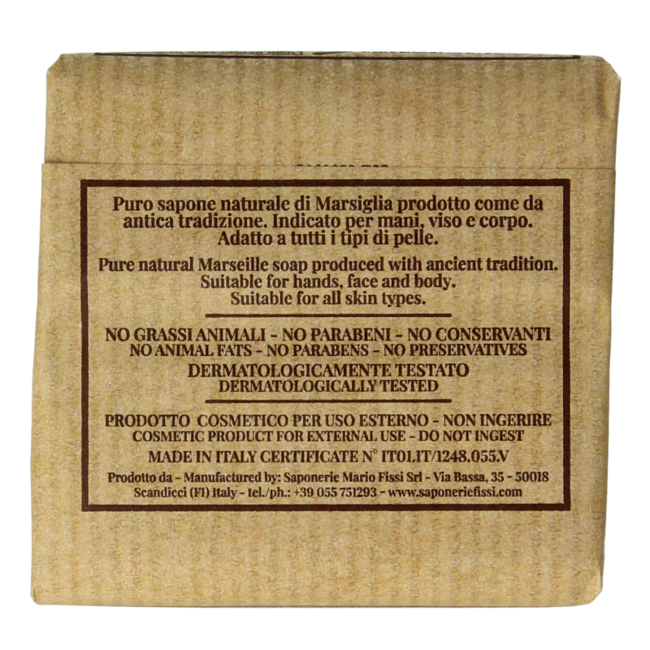 Puro sapone naturale di Marsiglia prodotto come da
antica tradizione. Indicato per mani, viso e corpo.
Adatto a tutti i tipi di pelle.
Pure natural Marseille soap produced with ancient tradition.
Suitable for hands, face and body.
Suitable for all skin types.
NO GRASSI ANIMALI - NO PARABENI - NO CONSERVANTI
NO ANIMAL FATS - NO PARABENS - NO PRESERVATIVES
DERMATOLOGICAMENTE TESTATO
DERMATOLOGICALLY TESTED
PRODOTTO COSMETICO PER USO ESTERNO - NON INGERIRE
COSMETIC PRODUCT FOR EXTERNAL USE - DO NOT INGEST
MADE IN ITALY CERTIFICATE N° IT01.IT/1248.055.V
Prodotto da - Manufactured by: Saponerie Mario Fissi Srl - Via Bassa, 35 - 50018
Scandicci (FI) Italy - tel./ph.: +39 055 751293 - www.saponeriefissi.com